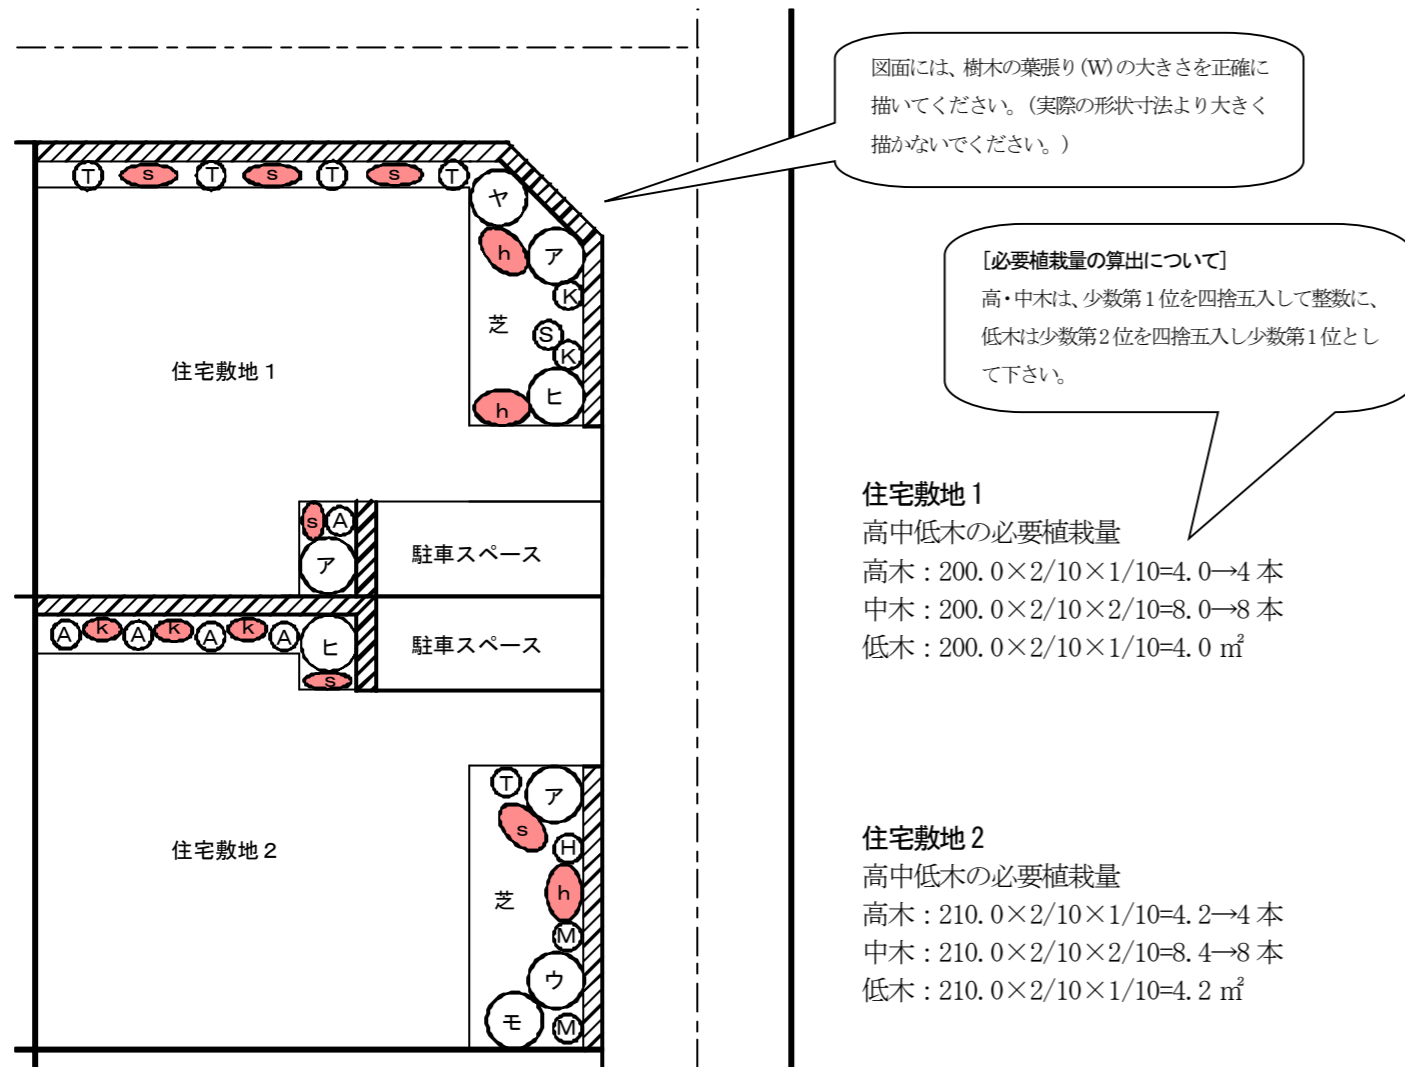 図面には、樹木の葉張り(W)の大きさを正確に
描いてください。(実際の形状寸法より大きく
描かないでください。)
T s T s T s T
ヤ
h ア
K
芝 S
K
ヒ
h
住宅敷地1
[必要植栽量の算出について]
高・中木は、少数第1位を四捨五入して整数に、
低木は少数第2位を四捨五入し少数第1位とし
て下さい。
s A
ア
駐車スペース
A k A k A k A
ヒ
s
駐車スペース
住宅敷地1
高中低木の必要植栽量
高木：200.0×2/10×1/10=4.0→4本
中木：200.0×2/10×2/10=8.0→8本
低木：200.0×2/10×1/10=4.0㎡
T ア
s
H
芝 h
M
ウ
モ M
住宅敷地2
住宅敷地2
高中低木の必要植栽量
高木：210.0×2/10×1/10=4.2→4本
中木：210.0×2/10×2/10=8.4→8本
低木：210.0×2/10×1/10=4.2㎡